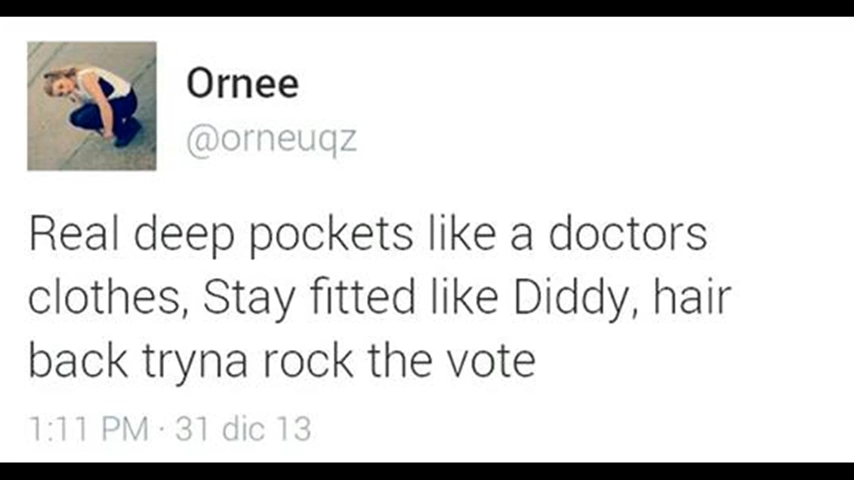 Ornee
@orneuqz
Real deep pockets like a doctors
clothes, Stay fitted like Diddy, hair
back tryna rock the vote
1:11 PM · 31 dic 13